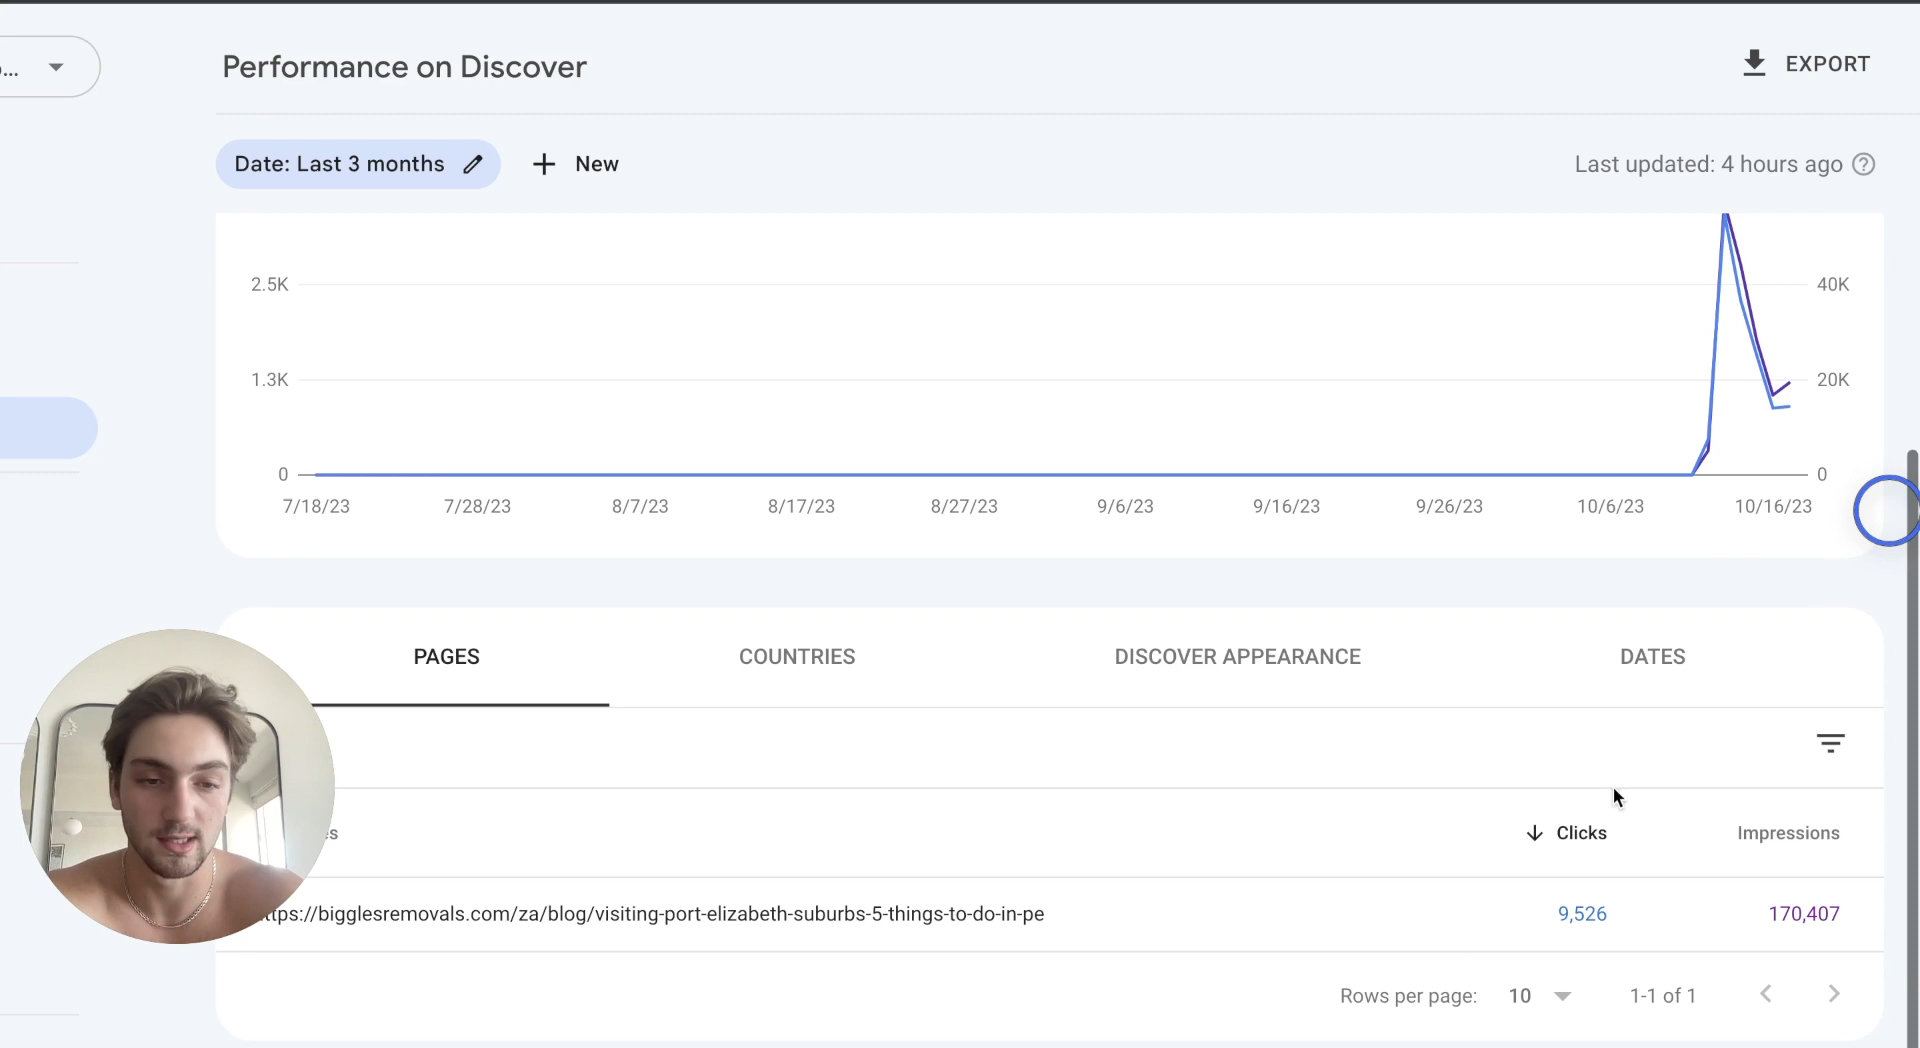 Performance on Discover
EXPORT
Date: Last 3 months
New
Last updated: 4 hours ago
2.5K
40K
1.3K
20K
0
0
7/18/23 7/28/23 8/7/23 8/17/23 8/27/23 9/6/23 9/16/23 9/26/23 10/6/23 10/16/23
PAGES COUNTRIES DISCOVER APPEARANCE DATES
Clicks Impressions
ttps://bigglesremovals.com/za/blog/visiting-port-elizabeth-suburbs-5-things-to-do-in-pe 9,526 170,407
Rows per page: 10 1-1 of 1